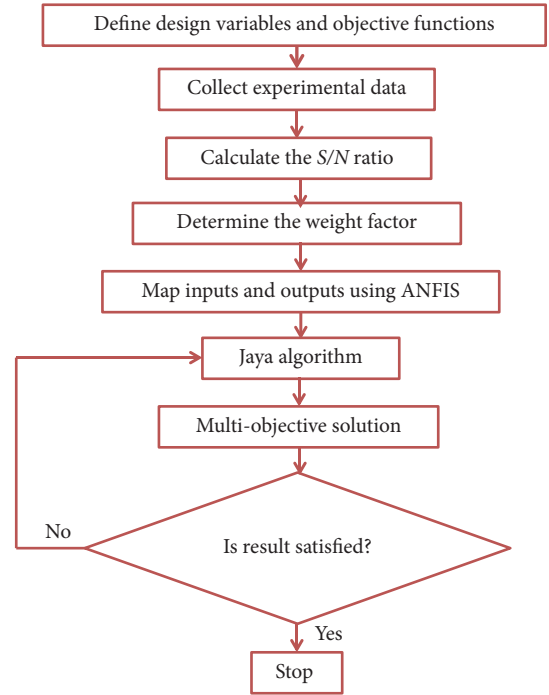 Define design variables and objective functions
Collect experimental data
Calculate the S/N ratio
Determine the weight factor
Map inputs and outputs using ANFIS
Jaya algorithm
Multi-objective solution
No
Is result satisfied?
Yes
Stop